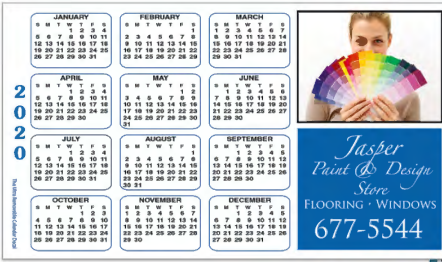 JANUARY
S M T W T F S
1 2 3 4
5 6 7 8 9 10 11
12 13 14 15 16 17 18
19 20 21 22 23 24 25
26 27 28 29 30 31
FEBRUARY
S M T W T F S
1
2 3 4 5 6 7 8
9 10 11 12 13 14 15
16 17 18 19 20 21 22
23 24 25 26 27 28 29
MARCH
S M T W T F S
1 2 3 4 5 6 7
8 9 10 11 12 13 14
15 16 17 18 19 20 21
22 23 24 25 26 27 28
29 30 31
2020
APRIL
S M T W T F S
1 2 3 4
5 6 7 8 9 10 11
12 13 14 15 16 17 18
19 20 21 22 23 24 25
26 27 28 29 30
MAY
S M T W T F S
1 2
3 4 5 6 7 8 9
10 11 12 13 14 15 16
17 18 19 20 21 22 23
24 25 26 27 28 29 30
31
JUNE
S M T W T F S
1 2 3 4 5 6
7 8 9 10 11 12 13
14 15 16 17 18 19 20
21 22 23 24 25 26 27
28 29 30
JULY
S M T W T F S
1 2 3 4
5 6 7 8 9 10 11
12 13 14 15 16 17 18
19 20 21 22 23 24 25
26 27 28 29 30 31
AUGUST
S M T W T F S
1
2 3 4 5 6 7 8
9 10 11 12 13 14 15
16 17 18 19 20 21 22
23 24 25 26 27 28 29
30 31
SEPTEMBER
S M T W T F S
1 2 3 4 5
6 7 8 9 10 11 12
13 14 15 16 17 18 19
20 21 22 23 24 25 26
27 28 29 30
OCTOBER
S M T W T F S
1 2 3
4 5 6 7 8 9 10
11 12 13 14 15 16 17
18 19 20 21 22 23 24
25 26 27 28 29 30 31
NOVEMBER
S M T W T F S
1 2 3 4 5 6 7
8 9 10 11 12 13 14
15 16 17 18 19 20 21
22 23 24 25 26 27 28
29 30
DECEMBER
S M T W T F S
1 2 3 4 5
6 7 8 9 10 11 12
13 14 15 16 17 18 19
20 21 22 23 24 25 26
27 28 29 30 31
Jasper
Paint & Design
Store
FLOORING · WINDOWS
677-5544